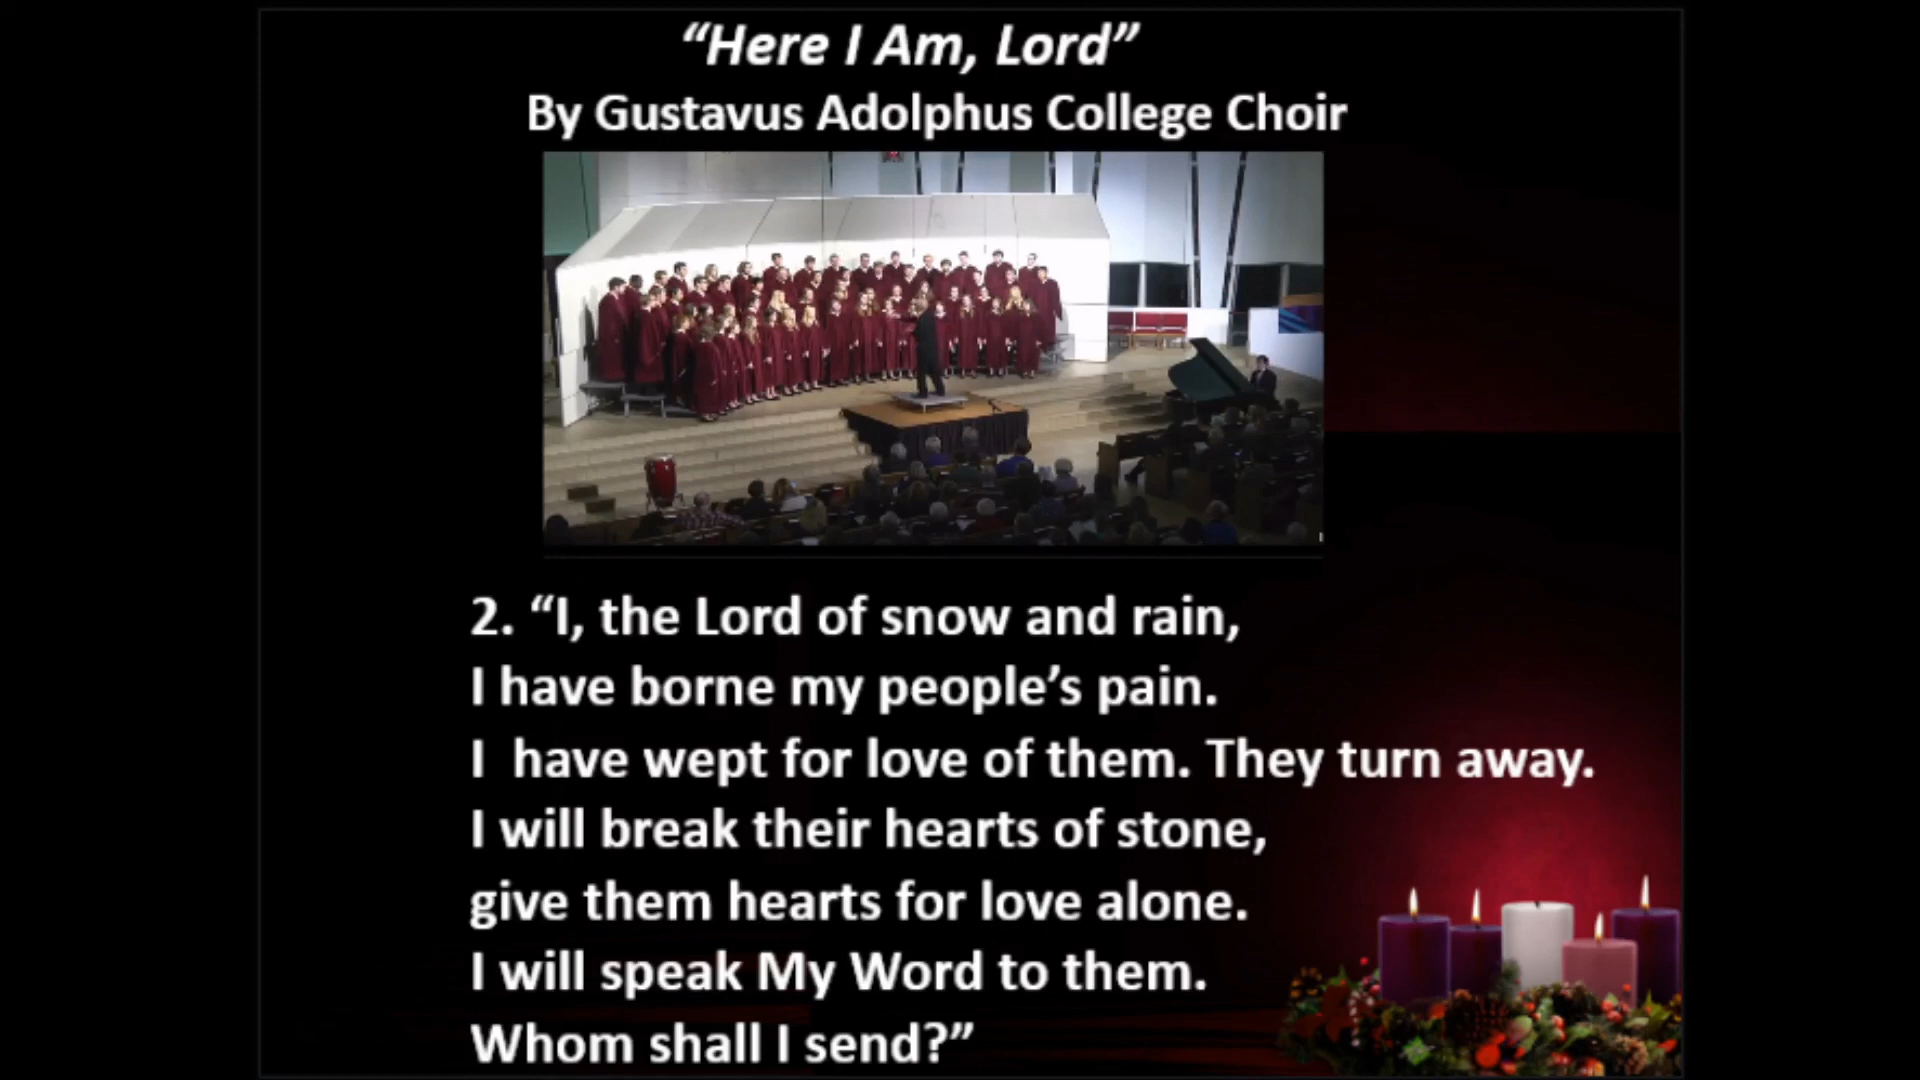 “Here I Am, Lord”
By Gustavus Adolphus College Choir
2. “I, the Lord of snow and rain,
I have borne my people’s pain.
I  have wept for love of them. They turn away.
I will break their hearts of stone,
give them hearts for love alone.
I will speak My Word to them.
Whom shall I send?”